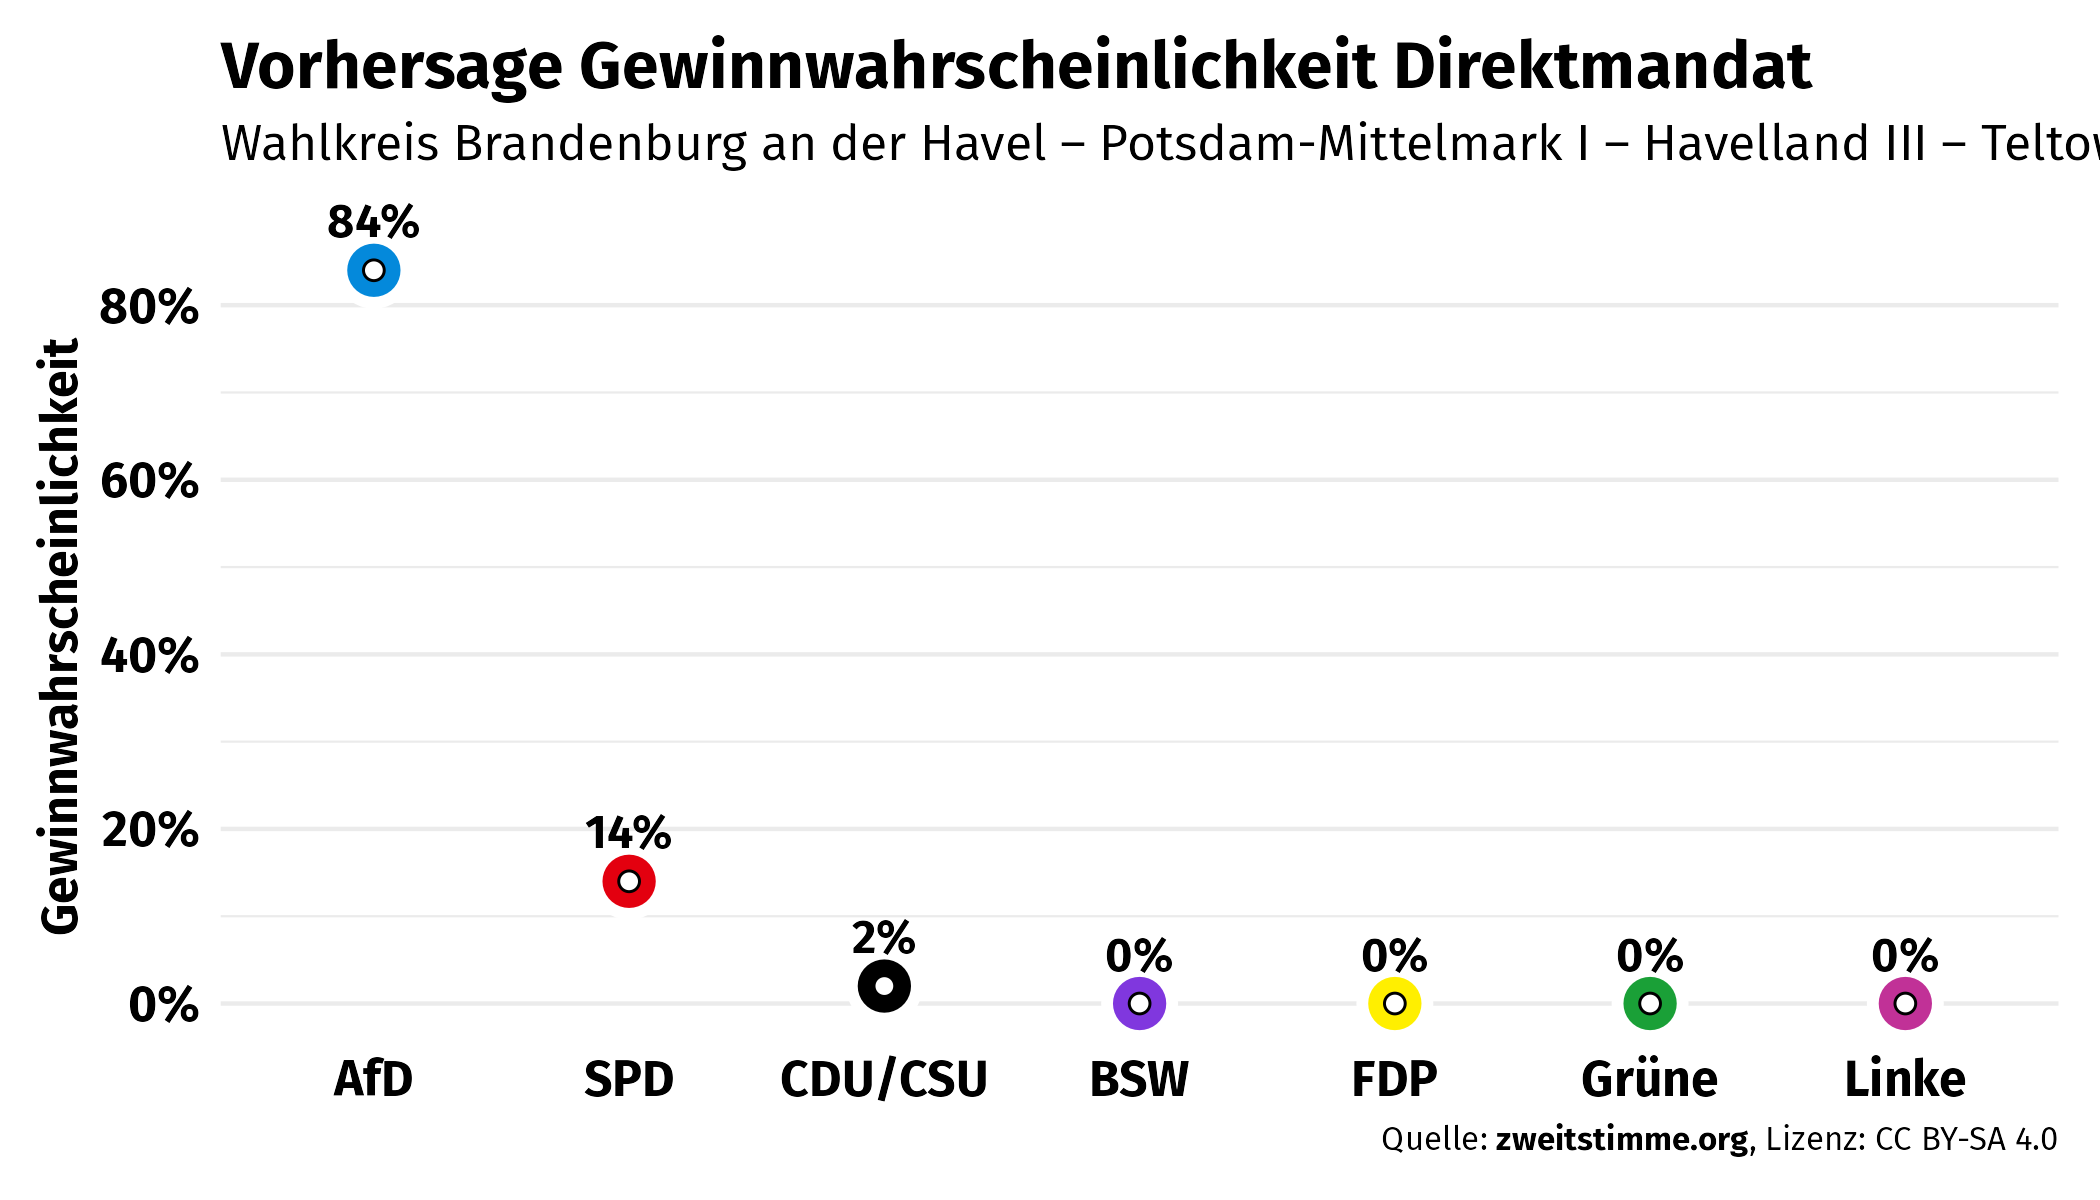 Vorhersage Gewinnwahrscheinlichkeit Direktmandat
Wahlkreis Brandenburg an der Havel – Potsdam-Mittelmark I – Havelland III –
84%
80%
60%
40%
20%
14%
2%
0%
0%
0%
0%
0%
Gewinnwahrscheinlichkeit
AfD
SPD
CDU/CSU
BSW
FDP
Grüne
Linke
Quelle: zweitstimme.org, Lizenz: CC BY-SA 4.0